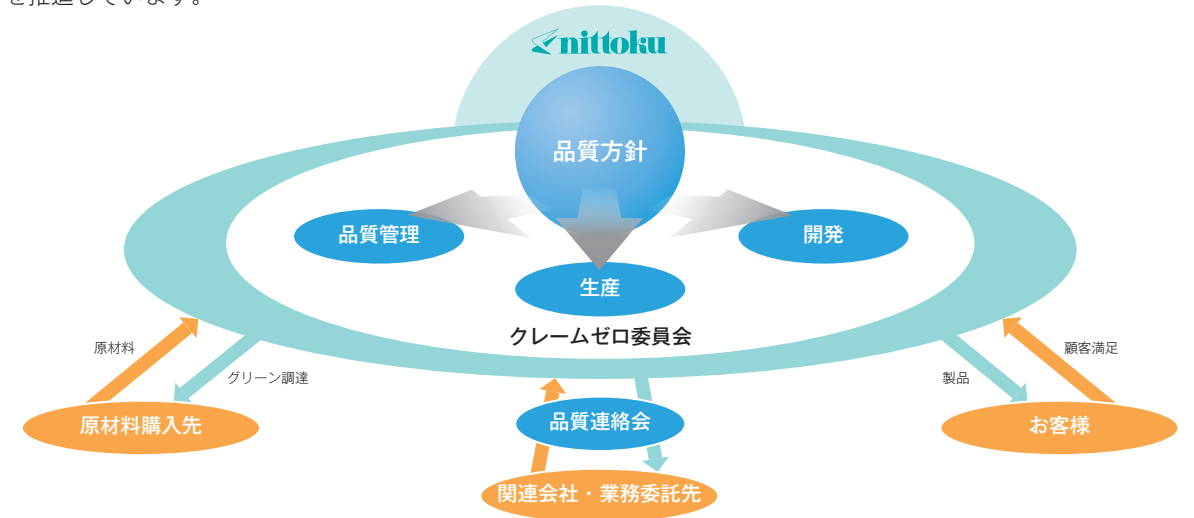 を推進しています。
nittoku
品質方針
品質管理
開発
生産
クレームゼロ委員会
原材料
グリーン調達
顧客満足
製品
原材料購入先
品質連絡会
お客様
関連会社・業務委託先